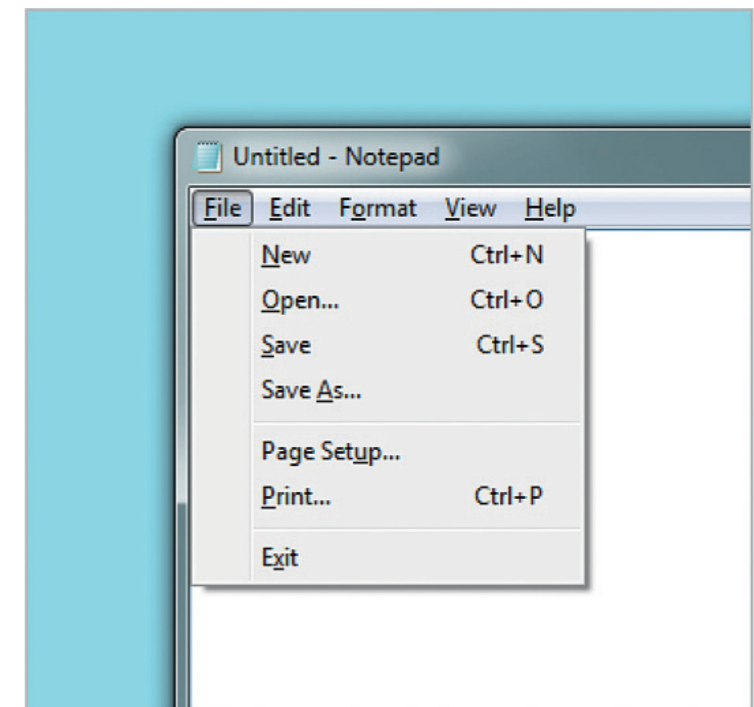 Untitled - Notepad
File Edit Format View Help
New Ctrl+N
Open... Ctrl+O
Save Ctrl+S
Save As...
Page Setup...
Print... Ctrl+P
Exit